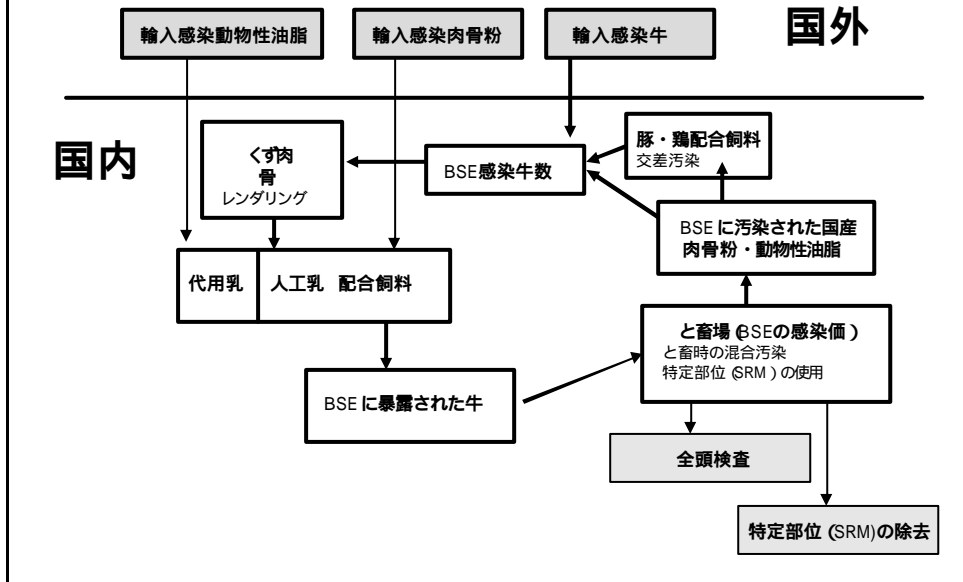 国外
輸入感染動物性油脂
輸入感染肉骨粉
輸入感染牛
国内
くず肉
骨
レンダリング
BSE感染牛数
豚・鶏配合飼料
交差汚染
BSEに汚染された国産
肉骨粉・動物性油脂
代用乳
人工乳 配合飼料
と畜場(BSEの感染価)
と畜時の混合汚染
特定部位(SRM)の使用
BSEに暴露された牛
全頭検査
特定部位(SRM)の除去